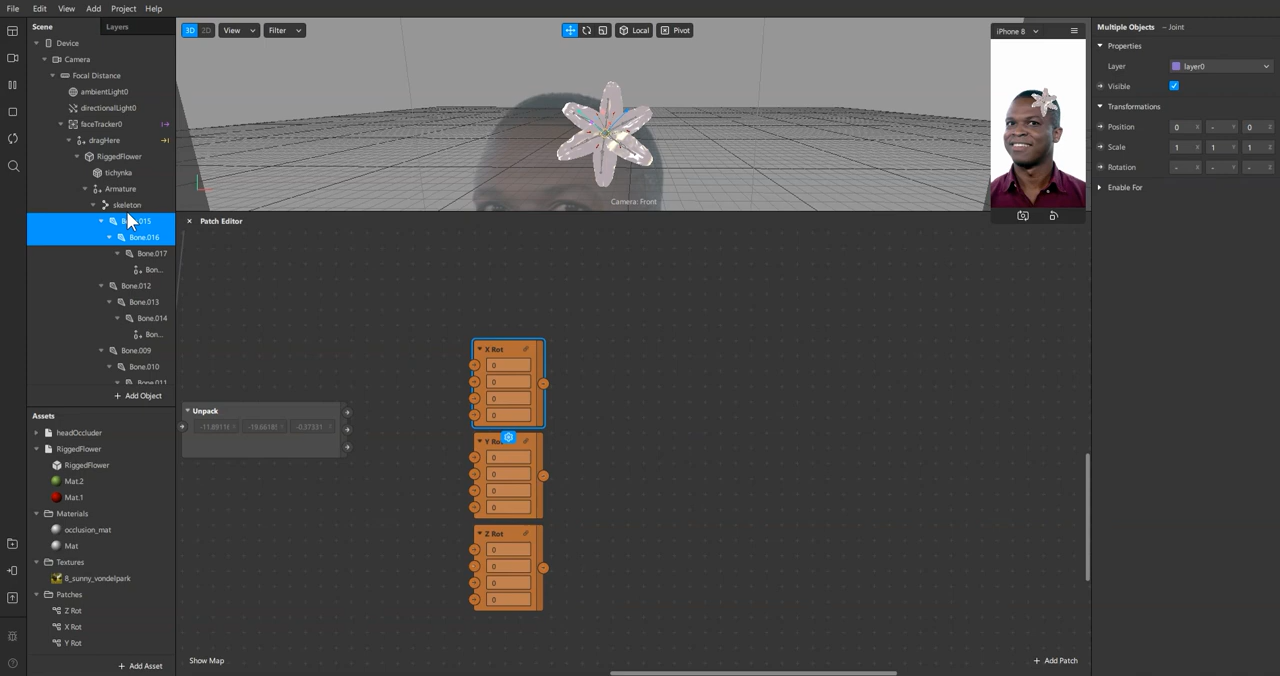 File Edit View Add Project Help
Scene Layers
Device
Camera
Focal Distance
ambientLight0
directionalLight0
faceTracker0
dragHere
RiggedFlower
tichynka
Armature
skeleton
Bone.016
Bone.017
Bon...
Bone.012
Bone.013
Bone.014
Bon...
Bone.009
Bone.010
Bone.011
+ Add Object
Assets
headOccluder
RiggedFlower
RiggedFlower
Mat.2
Mat.1
Materials
occlusion_mat
Mat
Textures
8_sunny_vondelpark
Patches
Z Rot
X Rot
Y Rot
+ Add Asset
3D 2D View Filter
Local Pivot
Camera: Front
× Patch Editor
Unpack
X Rot
0
0
0
0
0
0
0
0
Z Rot
0
0
0
0
Show Map
+ Add Patch
iPhone 8
Multiple Objects – Joint
Properties
Layer layer0
Visible
Transformations
Position 0 X - Y 0 Z
Scale 1 X 1 Y 1 Z
Rotation - X - Y - Z
Enable For